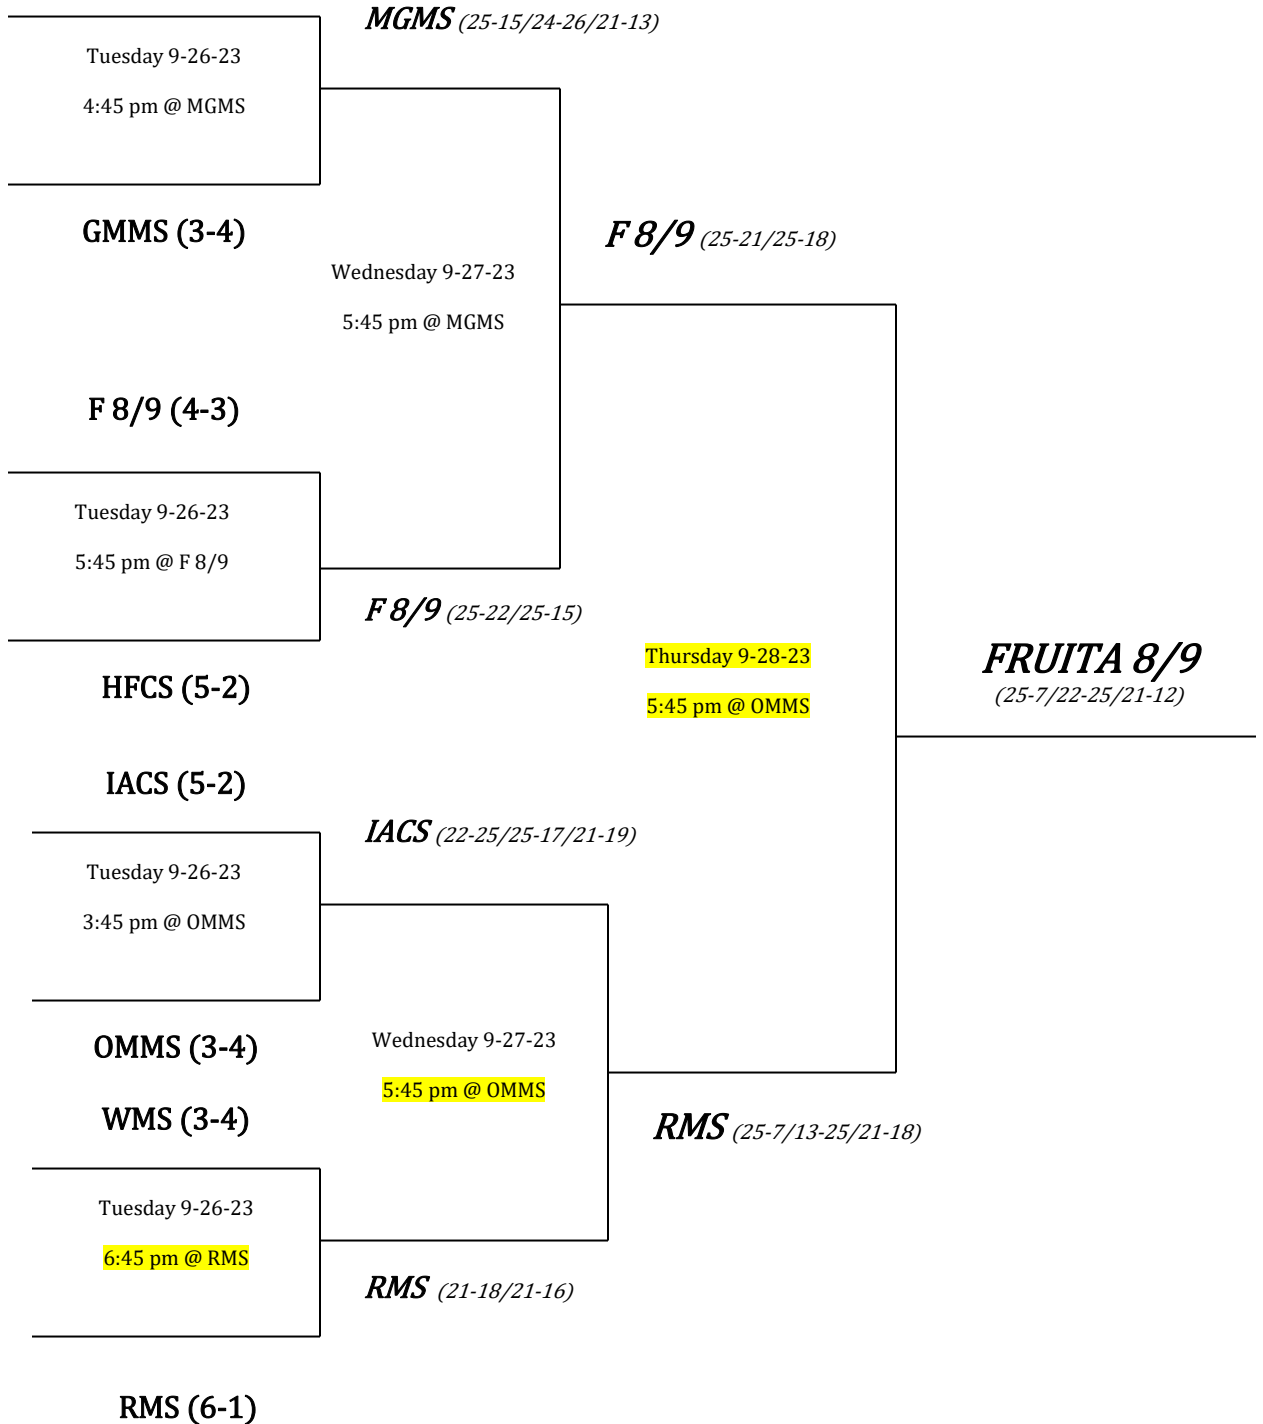 MGMS (25-15/24-26/21-13)
Tuesday 9-26-23
4:45 pm @ MGMS
GMMS (3-4)
F 8/9 (25-21/25-18)
Wednesday 9-27-23
5:45 pm @ MGMS
F 8/9 (4-3)
Tuesday 9-26-23
5:45 pm @ F 8/9
F 8/9 (25-22/25-15)
HFCS (5-2)
Thursday 9-28-23
5:45 pm @ OMMS
FRUITA 8/9
(25-7/22-25/21-12)
IACS (5-2)
IACS (22-25/25-17/21-19)
Tuesday 9-26-23
3:45 pm @ OMMS
OMMS (3-4)
Wednesday 9-27-23
5:45 pm @ OMMS
WMS (3-4)
RMS (25-7/13-25/21-18)
Tuesday 9-26-23
6:45 pm @ RMS
RMS (21-18/21-16)
RMS (6-1)